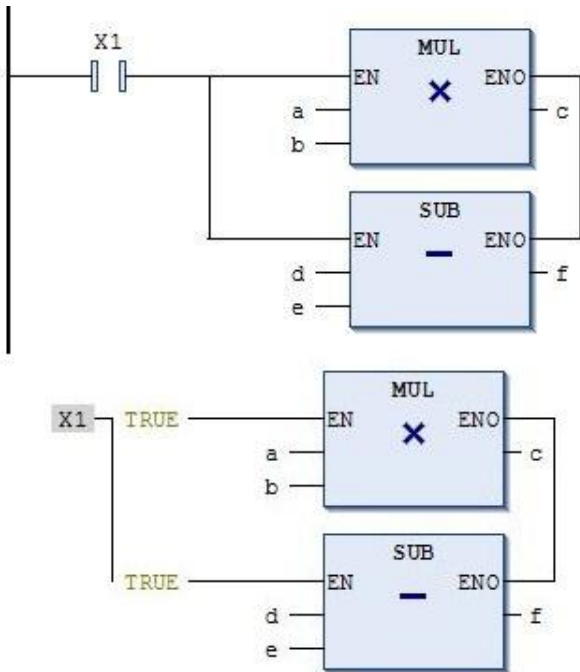 X1
MUL
EN ENO
a × c
b
SUB
EN ENO
d − f
e
MUL
X1 TRUE EN ENO
a × c
b
SUB
TRUE EN ENO
d − f
e